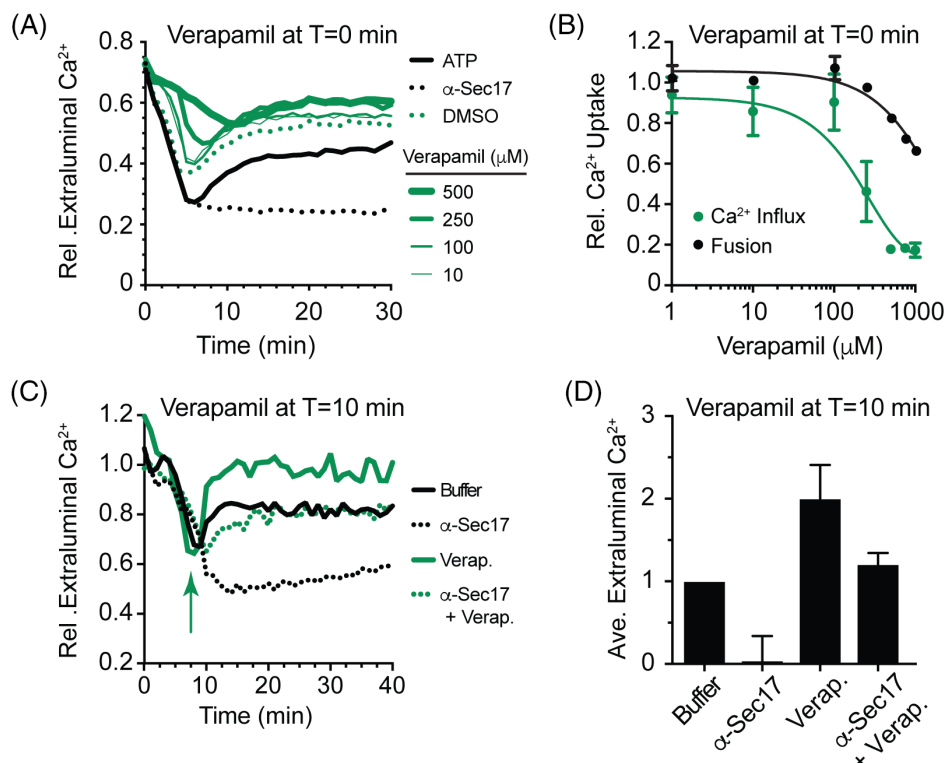 (A)
Verapamil at T=0 min
Rel .Extraluminal Ca²⁺
0.8
0.6
0.4
0.2
0
0
10
20
30
Time (min)
ATP
α-Sec17
DMSO
Verapamil (μM)
500
250
100
10
(B)
Verapamil at T=0 min
Rel. Ca²⁺ Uptake
1.2
1.0
0.8
0.6
0.4
0.2
0
1
10
100
1000
Verapamil (μM)
Ca²⁺ Influx
Fusion
(C)
Verapamil at T=10 min
Rel .Extraluminal Ca²⁺
1.2
1.0
0.8
0.6
0.4
0.2
0
10
20
30
40
Time (min)
Buffer
α-Sec17
Verap.
α-Sec17
+ Verap.
(D)
Verapamil at T=10 min
Ave. Extraluminal Ca²⁺
3
2
1
0
Buffer
α-Sec17
Verap.
α-Sec17
+ Verap.